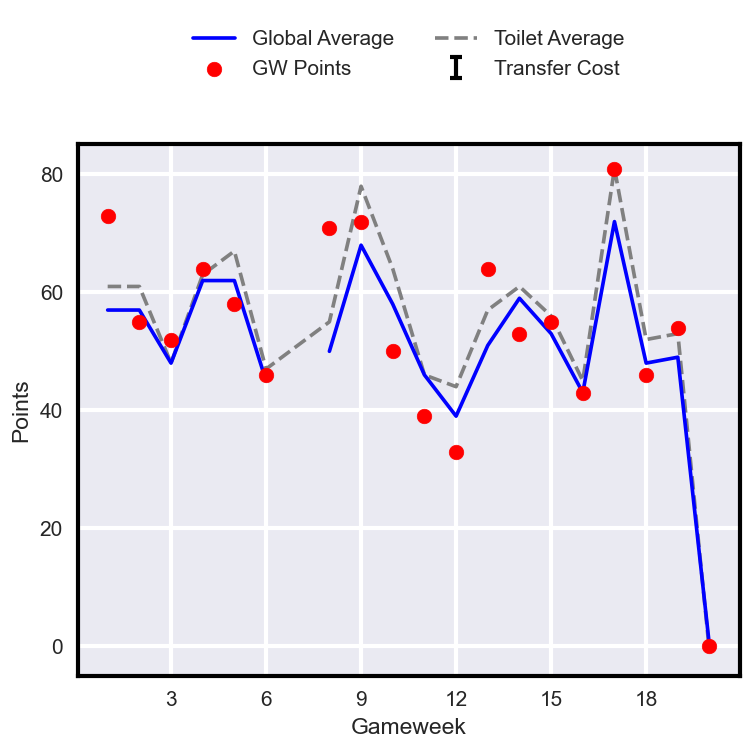 Global Average
Toilet Average
GW Points
Transfer Cost
80
60
40
20
0
Points
3
6
9
12
15
18
Gameweek